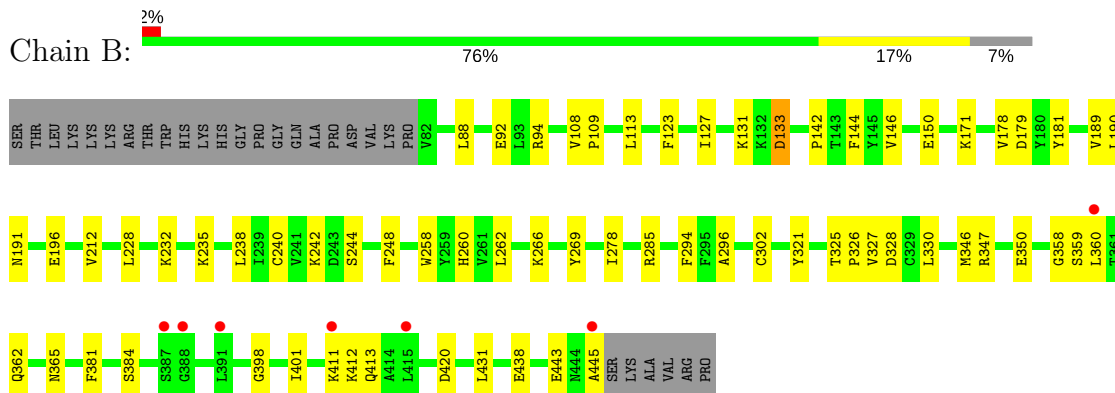 2%
Chain B:
76% 17% 7%
SER THR LEU LYS LYS LYS ARG THR TRP HIS LYS HIS GLY PRO GLY GLN ALA PRO ASP VAL LYS PRO V82 L88 E92 L93 R94 V108 P109 L113 F123 I127 K131 K132 D133 P142 T143 F144 Y145 V146 E150 K171 V178 D179 Y180 Y181 V189 L190
N191 E196 V212 L228 K232 K235 L238 I239 C240 V241 K242 D243 S244 F248 W258 Y259 H260 V261 L262 K266 Y269 I278 R285 F294 F295 A296 C302 Y321 T325 P326 V327 D328 C329 L330 M346 R347 E350 G358 S359 L360 T361
Q362 N365 F381 S384 S387 G388 L391 G398 I401 K411 K412 Q413 A414 L415 D420 L431 E438 E443 N444 A445 SER LYS ALA VAL ARG PRO